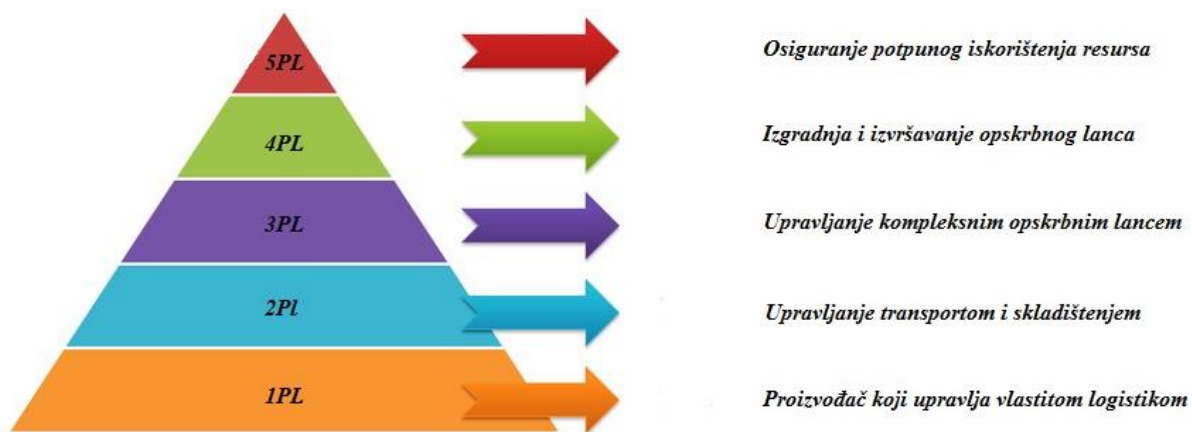 5PL
Osiguranje potpunog iskorištenja resursa
4PL
Izgradnja i izvršavanje opskrbnog lanca
3PL
Upravljanje kompleksnim opskrbnim lancem
2Pl
Upravljanje transportom i skladištenjem
1PL
Proizvođač koji upravlja vlastitom logistikom